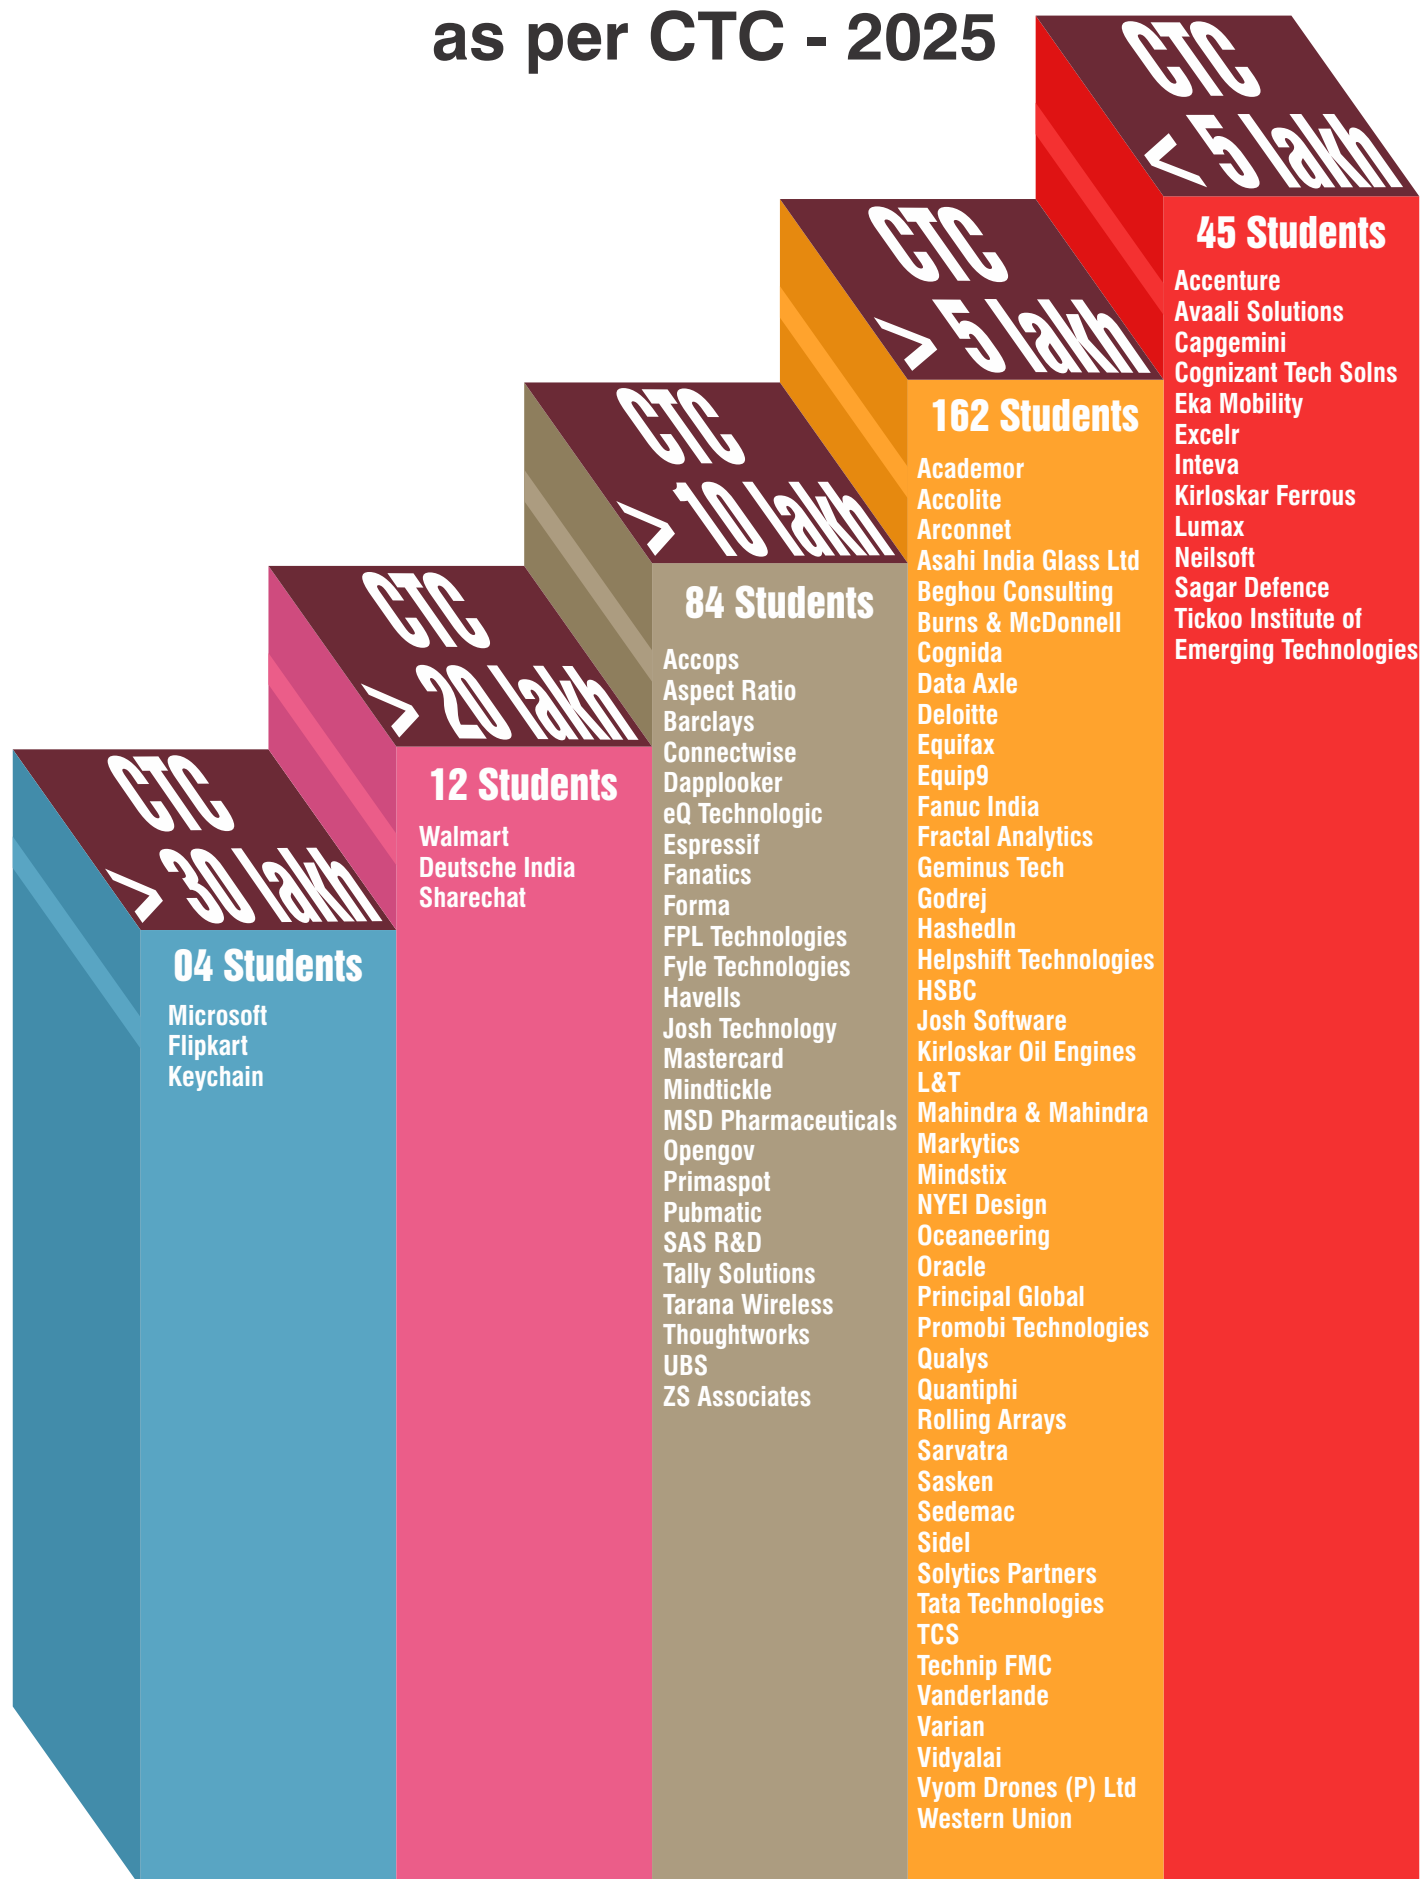 as per CTC - 2025
CTC
> 30 lakh
04 Students
Microsoft
Flipkart
Keychain
CTC
> 20 lakh
12 Students
Walmart
Deutsche India
Sharechat
CTC
> 10 lakh
84 Students
Accops
Aspect Ratio
Barclays
Connectwise
Dapplooker
eQ Technologic
Espressif
Fanatics
Forma
FPL Technologies
Fyle Technologies
Havells
Josh Technology
Mastercard
Mindtickle
MSD Pharmaceuticals
Opengov
Primaspot
Pubmatic
SAS R&D
Tally Solutions
Tarana Wireless
Thoughtworks
UBS
ZS Associates
CTC
> 5 lakh
162 Students
Academor
Accolite
Arconnet
Asahi India Glass Ltd
Beghou Consulting
Burns & McDonnell
Cognida
Data Axle
Deloitte
Equifax
Equip9
Fanuc India
Fractal Analytics
Geminus Tech
Godrej
HashedIn
Helpshift Technologies
HSBC
Josh Software
Kirloskar Oil Engines
L&T
Mahindra & Mahindra
Markytics
Mindstix
NYEI Design
Oceaneering
Oracle
Principal Global
Promobi Technologies
Qualys
Quantiphi
Rolling Arrays
Sarvatra
Sasken
Sedemac
Sidel
Solytics Partners
Tata Technologies
TCS
Technip FMC
Vanderlande
Varian
Vidyalai
Vyom Drones (P) Ltd
Western Union
CTC
< 5 lakh
45 Students
Accenture
Avaali Solutions
Capgemini
Cognizant Tech Solns
Eka Mobility
Excelr
Inteva
Kirloskar Ferrous
Lumax
Neilsoft
Sagar Defence
Tickoo Institute of
Emerging Technologies